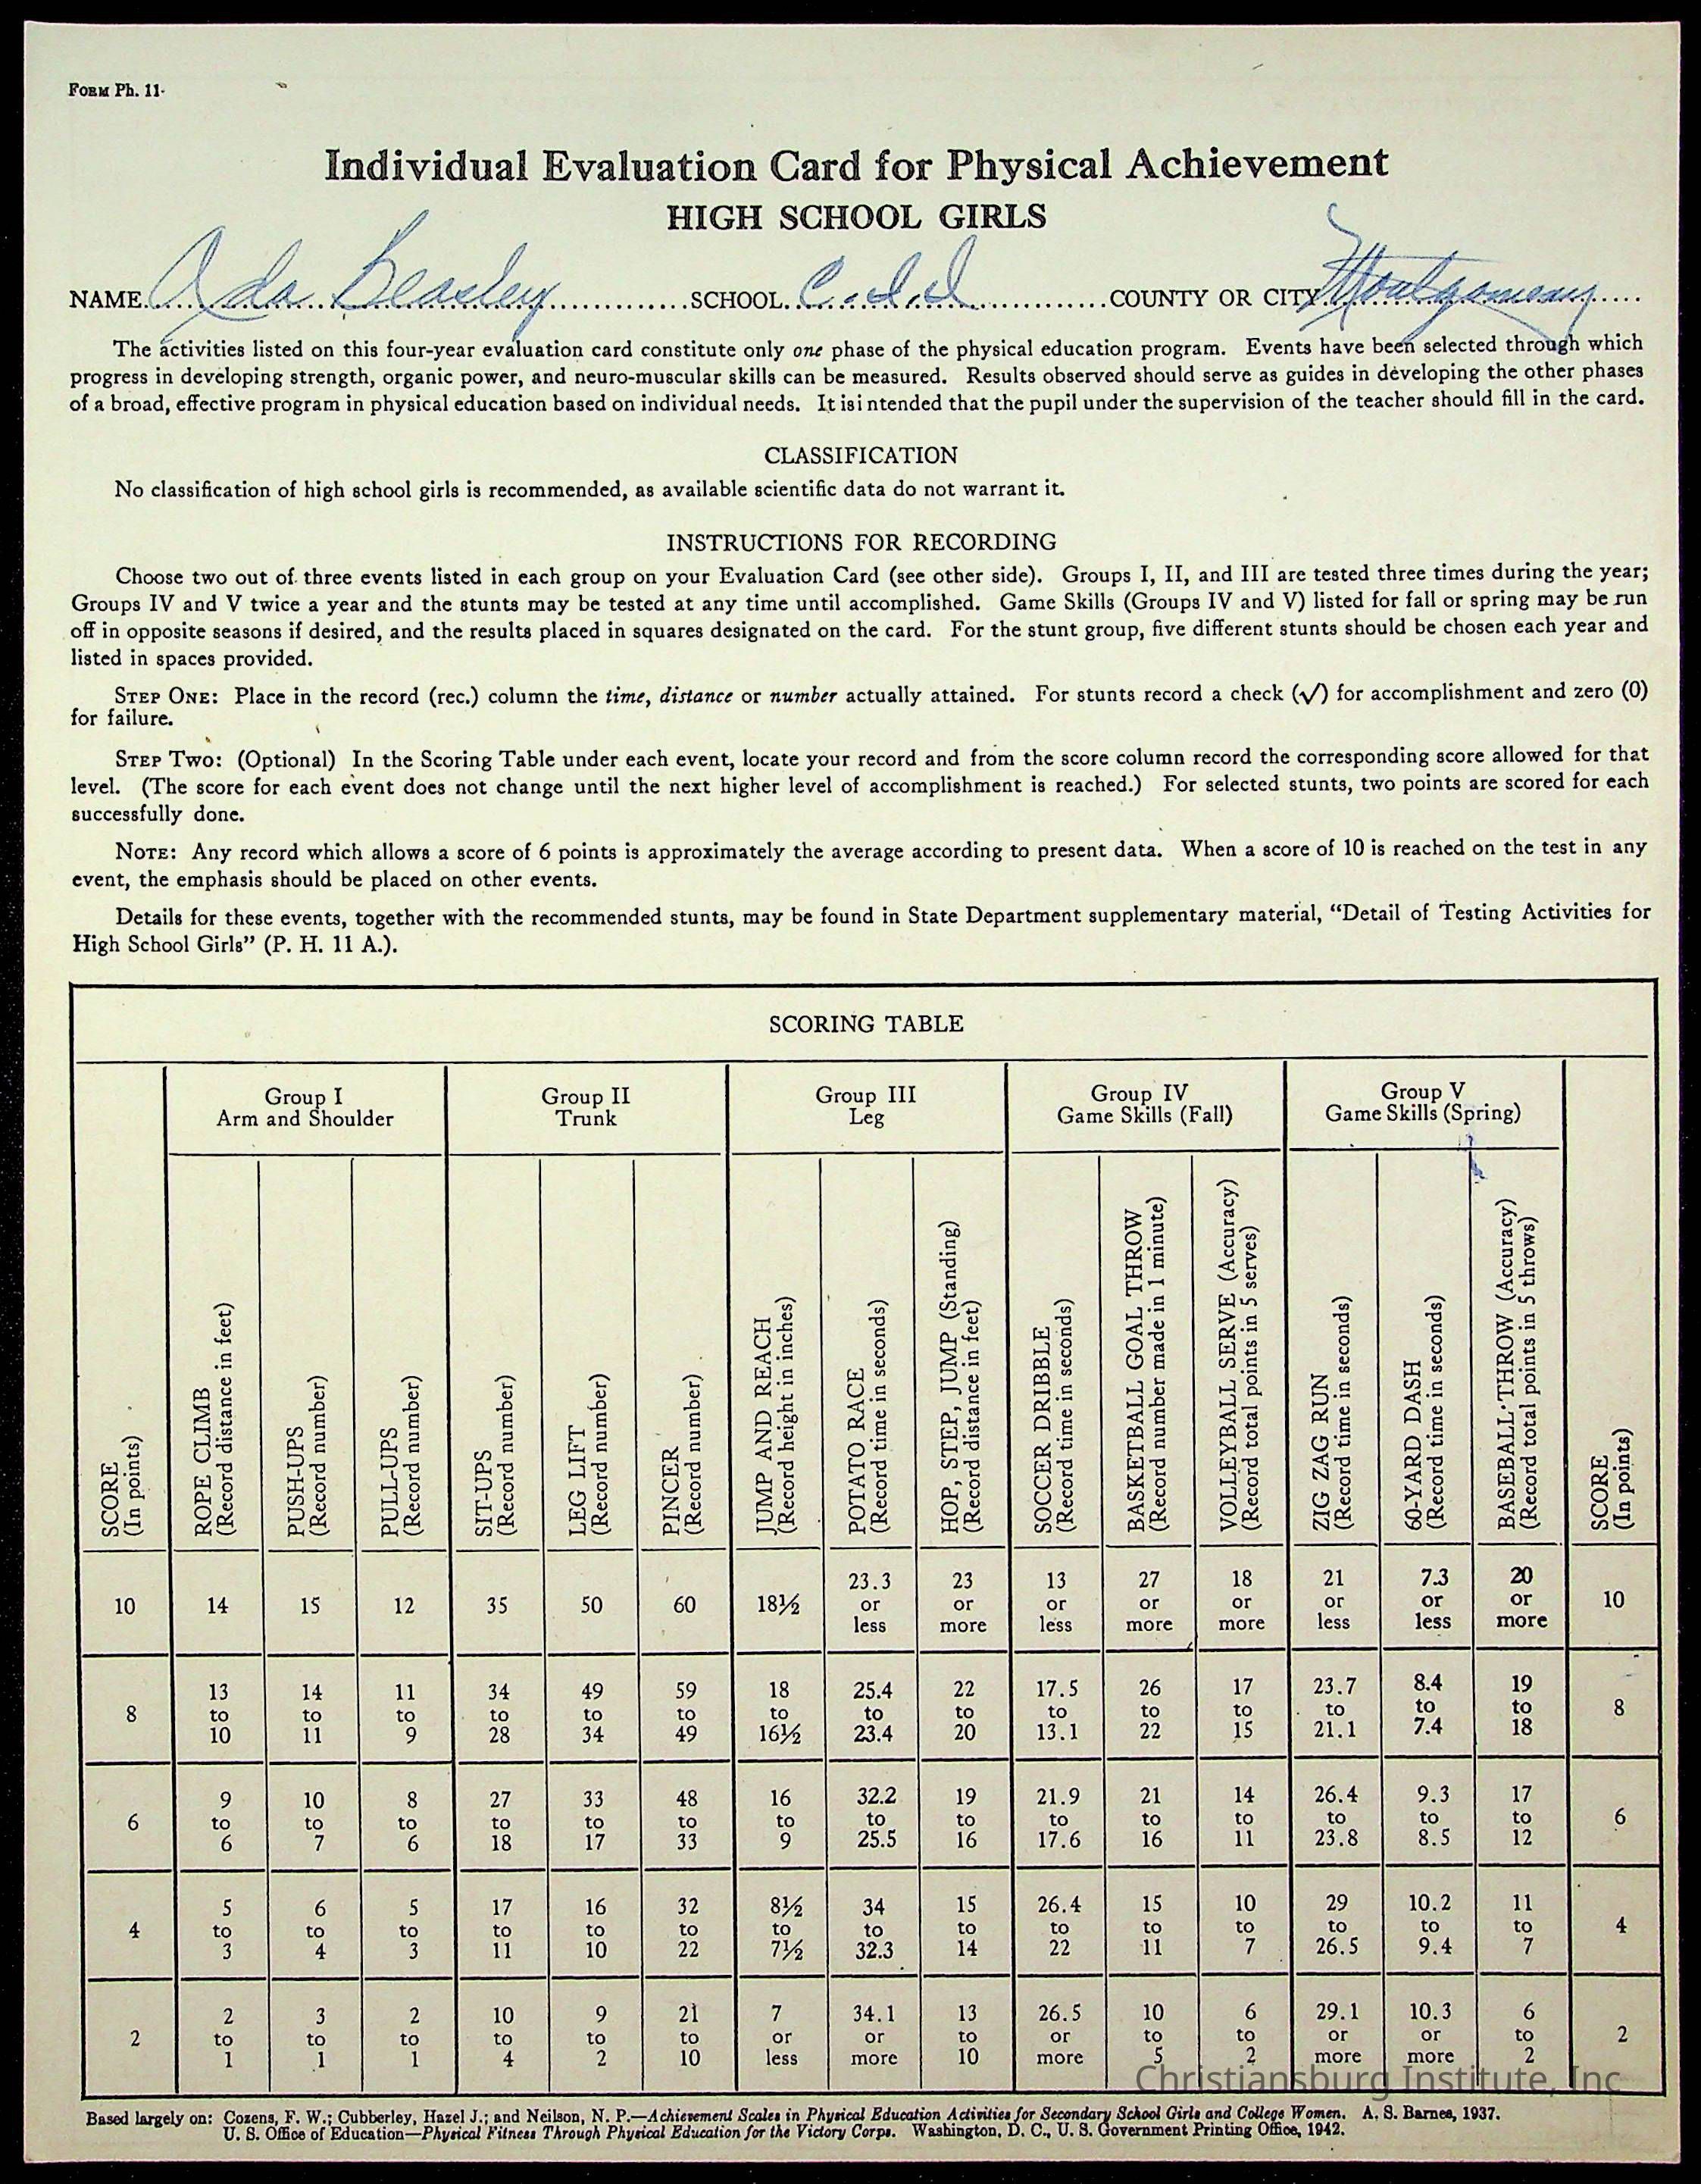 FORM Ph. 11
Individual Evaluation Card for Physical Achievement
HIGH SCHOOL GIRLS
NAME Ada Beasley SCHOOL C.I.I COUNTY OR CITY Montgomery
The activities listed on this four-year evaluation card constitute only one phase of the physical education program. Events have been selected through which
progress in developing strength, organic power, and neuro-muscular skills can be measured. Results observed should serve as guides in developing the other phases
of a broad, effective program in physical education based on individual needs. It isi ntended that the pupil under the supervision of the teacher should fill in the card.
CLASSIFICATION
No classification of high school girls is recommended, as available scientific data do not warrant it.
INSTRUCTIONS FOR RECORDING
Choose two out of three events listed in each group on your Evaluation Card (see other side). Groups I, II, and III are tested three times during the year;
Groups IV and V twice a year and the stunts may be tested at any time until accomplished. Game Skills (Groups IV and V) listed for fall or spring may be run
off in opposite seasons if desired, and the results placed in squares designated on the card. For the stunt group, five different stunts should be chosen each year and
listed in spaces provided.
STEP ONE: Place in the record (rec.) column the time, distance or number actually attained. For stunts record a check (√) for accomplishment and zero (0)
for failure.
STEP TWO: (Optional) In the Scoring Table under each event, locate your record and from the score column record the corresponding score allowed for that
level. (The score for each event does not change until the next higher level of accomplishment is reached.) For selected stunts, two points are scored for each
successfully done.
NOTE: Any record which allows a score of 6 points is approximately the average according to present data. When a score of 10 is reached on the test in any
event, the emphasis should be placed on other events.
Details for these events, together with the recommended stunts, may be found in State Department supplementary material, “Detail of Testing Activities for
High School Girls” (P. H. 11 A.).
SCORING TABLE
Group I Group II Group III Group IV Group V
Arm and Shoulder Trunk Leg Game Skills (Fall) Game Skills (Spring)
SCORE
(In points)
ROPE CLIMB
(Record distance in feet)
PUSH-UPS
(Record number)
PULL-UPS
(Record number)
SIT-UPS
(Record number)
LEG LIFT
(Record number)
PINCER
(Record number)
JUMP AND REACH
(Record height in inches)
POTATO RACE
(Record time in seconds)
HOP, STEP, JUMP (Standing)
(Record distance in feet)
SOCCER DRIBBLE
(Record time in seconds)
BASKETBALL GOAL THROW
(Record number made in 1 minute)
VOLLEYBALL SERVE (Accuracy)
(Record total points in 5 serves)
ZIG ZAG RUN
(Record time in seconds)
60-YARD DASH
(Record time in seconds)
BASEBALL THROW (Accuracy)
(Record total points in 5 throws)
SCORE
(In points)
23.3 23 13 27 18 21 7.3 20
10 14 15 12 35 50 60 18½ or or or or or or or or 10
less more less more more less less more
13 14 11 34 49 59 18 25.4 22 17.5 26 17 23.7 8.4 19
8 to to to to to to to to to to to to to to to 8
10 11 9 28 34 49 16½ 23.4 20 13.1 22 15 21.1 7.4 18
9 10 8 27 33 48 16 32.2 19 21.9 21 14 26.4 9.3 17
6 to to to to to to to to to to to to to to to 6
6 7 6 18 17 33 9 25.5 16 17.6 16 11 23.8 8.5 12
5 6 5 17 16 32 8½ 34 15 26.4 15 10 29 10.2 11
4 to to to to to to to to to to to to to to to 4
3 4 3 11 10 22 7½ 32.3 14 22 11 7 26.5 9.4 7
2 3 2 10 9 21 7 34.1 13 26.5 10 6 29.1 10.3 6
2 to to to to to to or or to or to to or or to 2
1 1 1 4 2 10 less more 10 more 5 2 more more 2
Christiansburg Institute, Inc
Based largely on: Cozens, F. W.; Cubberley, Hazel J.; and Neilson, N. P.—Achievement Scales in Physical Education Activities for Secondary School Girls and College Women. A. S. Barnes, 1937.
U. S. Office of Education—Physical Fitness Through Physical Education for the Victory Corps. Washington, D. C., U. S. Government Printing Office, 1942.